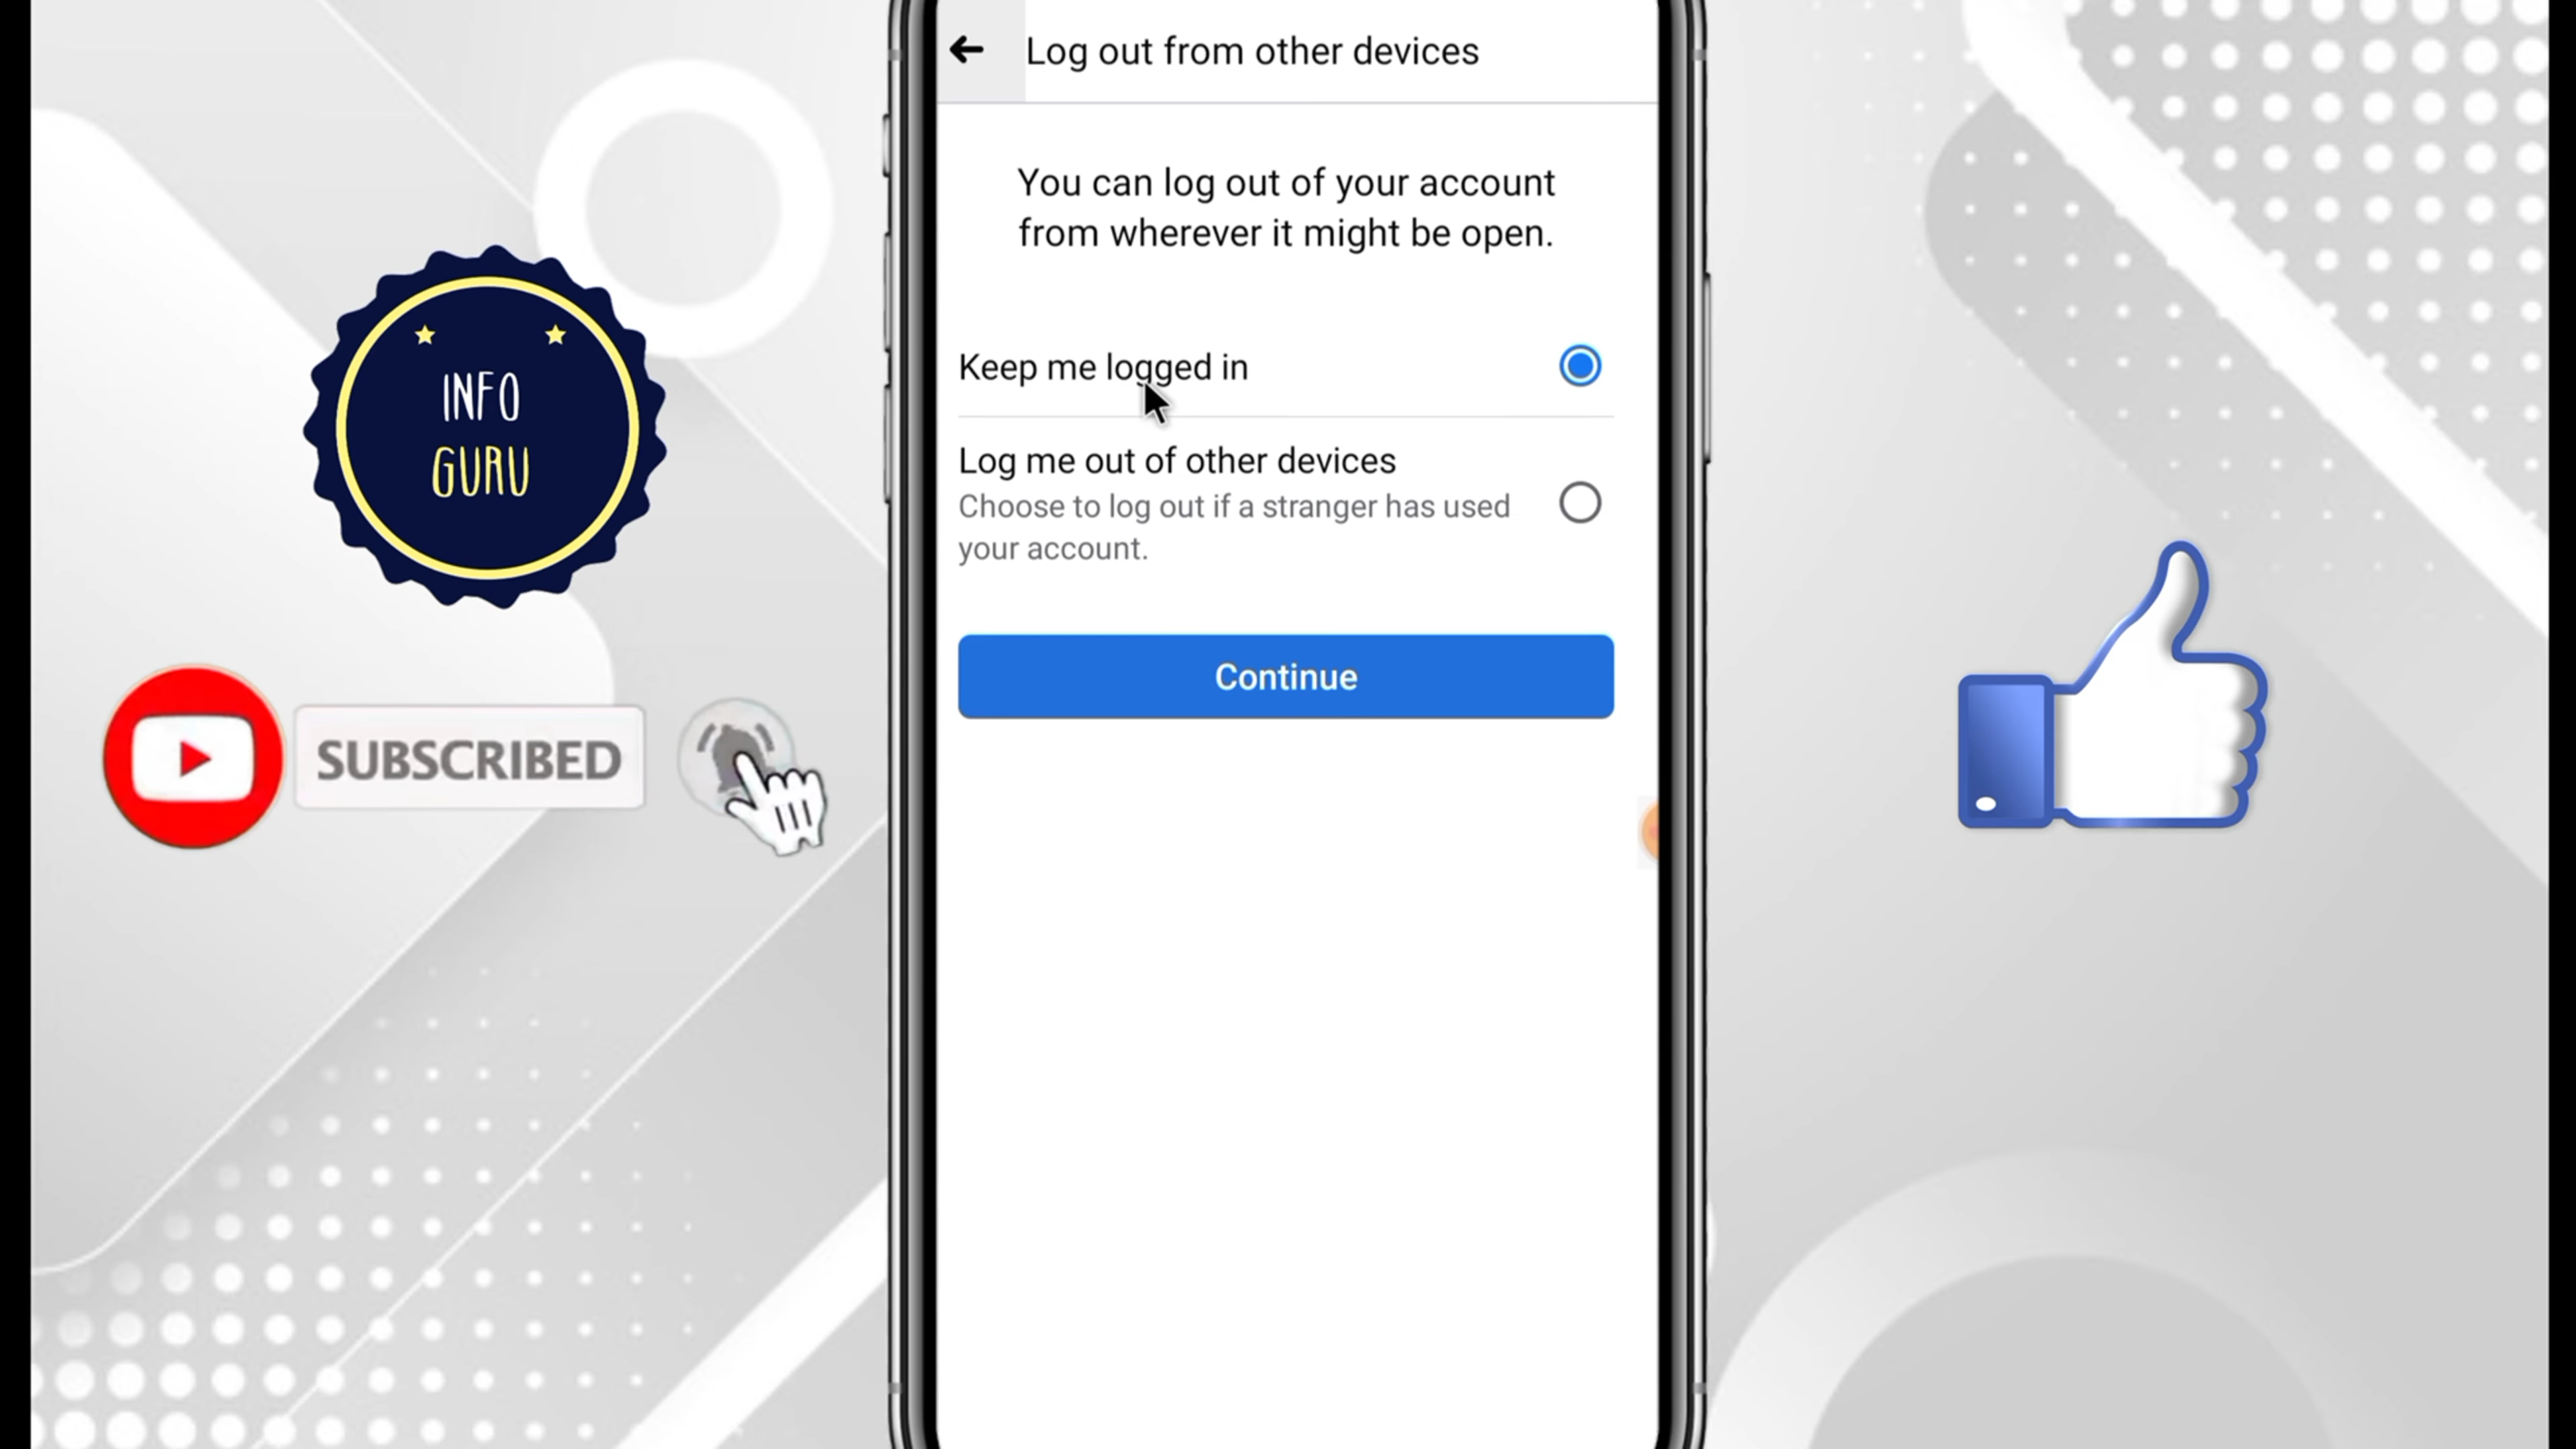 Log out from other devices
You can log out of your account
from wherever it might be open.
Keep me logged in
Log me out of other devices
Choose to log out if a stranger has used
your account.
Continue
INFO
GURU
SUBSCRIBED